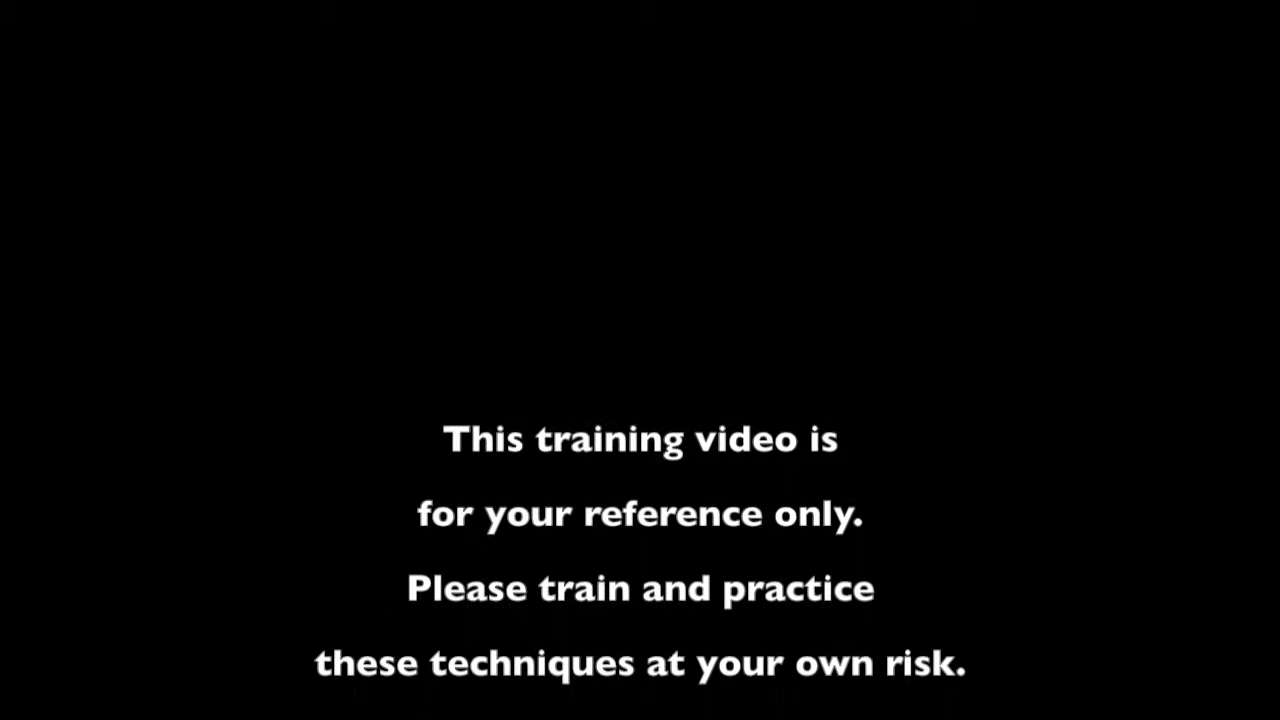 This training video is
for your reference only.
Please train and practice
these techniques at your own risk.